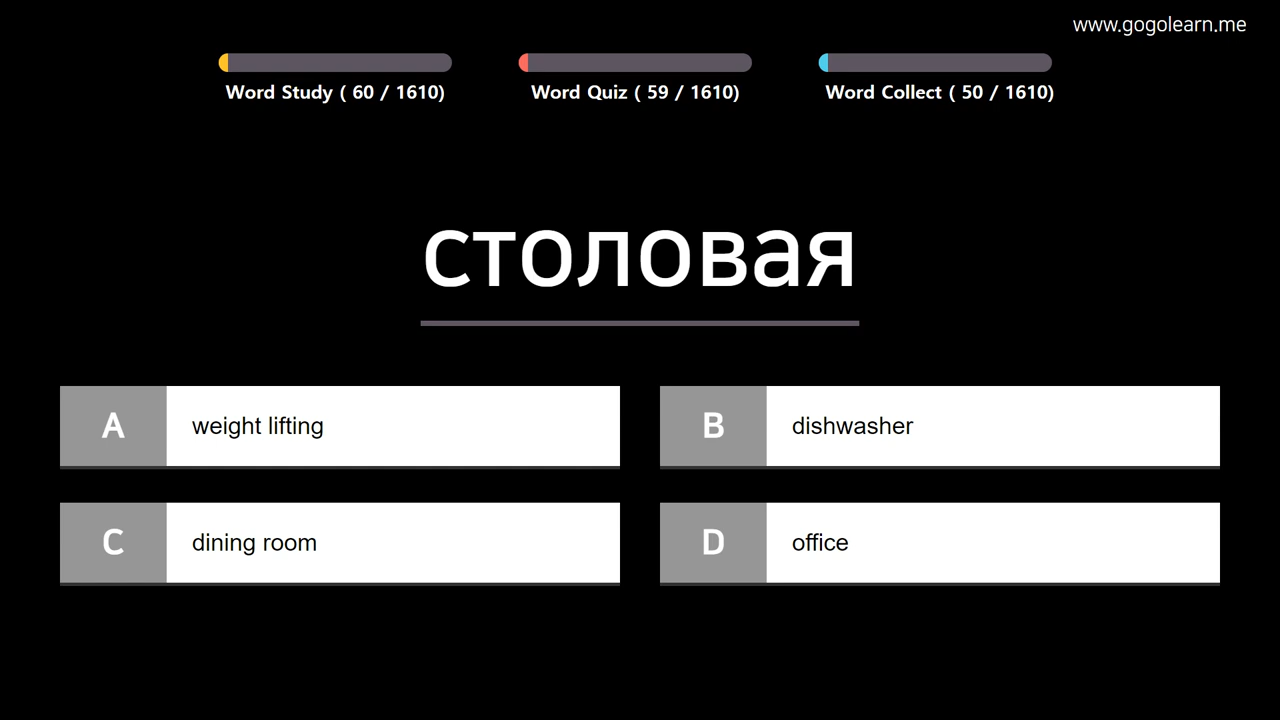 www.gogolearn.me
Word Study ( 60 / 1610)
Word Quiz ( 59 / 1610)
Word Collect ( 50 / 1610)
столовая
A weight lifting
B dishwasher
C dining room
D office